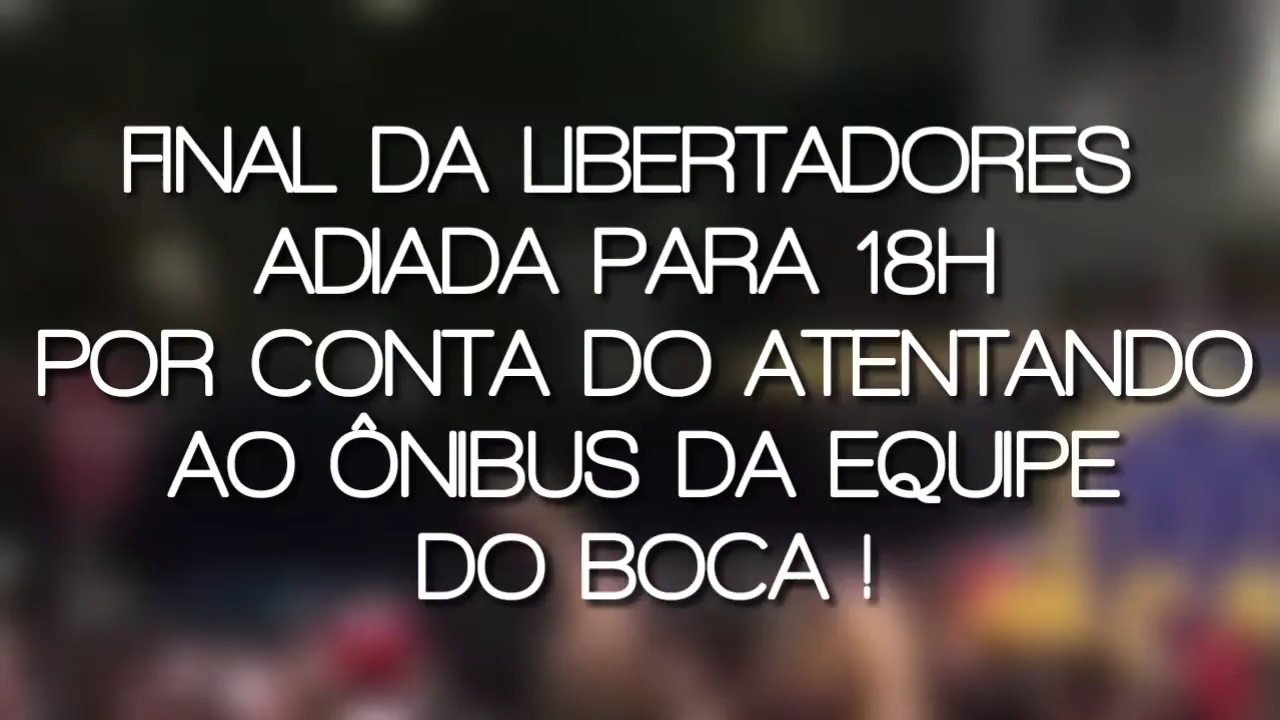 FINAL DA LIBERTADORES
ADIADA PARA 18H
POR CONTA DO ATENTANDO
AO ÔNIBUS DA EQUIPE
DO BOCA !